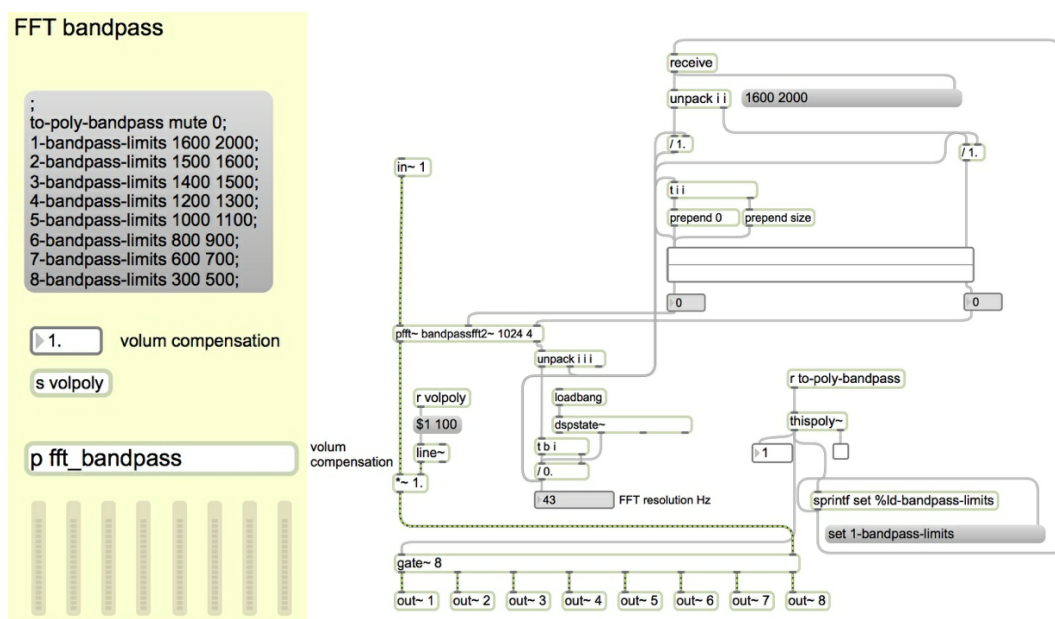 FFT bandpass
;
to-poly-bandpass mute 0;
1-bandpass-limits 1600 2000;
2-bandpass-limits 1500 1600;
3-bandpass-limits 1400 1500;
4-bandpass-limits 1200 1300;
5-bandpass-limits 1000 1100;
6-bandpass-limits 800 900;
7-bandpass-limits 600 700;
8-bandpass-limits 300 500;
1. volum compensation
s volpoly
p fft_bandpass
receive
unpack i i
1600 2000
/ 1.
/ 1.
in~ 1
t i i
prepend 0
prepend size
0
0
pfft~ bandpassfft2~ 1024 4
unpack i i i
r volpoly
loadbang
$1 100
dspstate~
volum
compensation
line~
t b i
*~ 1.
/ 0.
43
FFT resolution Hz
r to-poly-bandpass
thispoly~
1
sprintf set %ld-bandpass-limits
set 1-bandpass-limits
gate~ 8
out~ 1
out~ 2
out~ 3
out~ 4
out~ 5
out~ 6
out~ 7
out~ 8